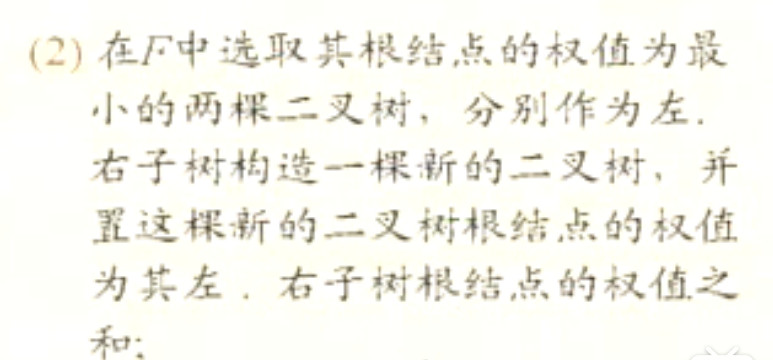 (2) 在F中选取其根结点的权值为最
小的两棵二叉树，分别作为左.
右子树构造一棵新的二叉树，并
置这棵新的二叉树根结点的权值
为其左．右子树根结点的权值之
和;